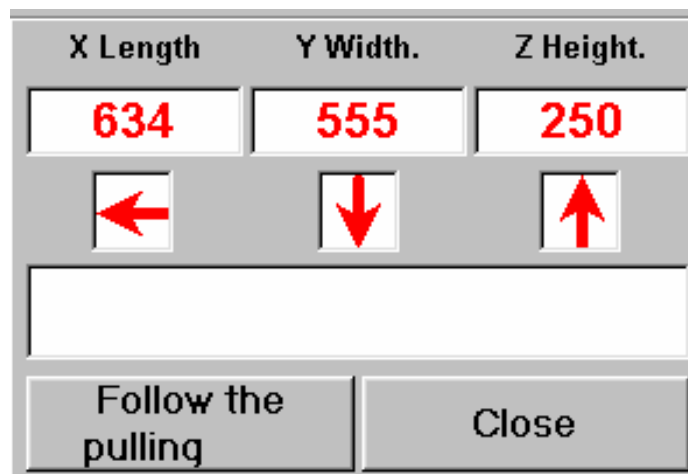 X Length Y Width. Z Height.
634 555 250
Follow the
pulling
Close